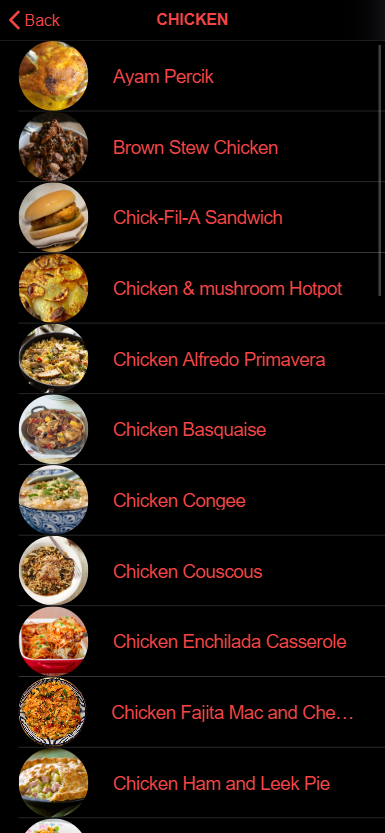 Back
CHICKEN
Ayam Percik
Brown Stew Chicken
Chick-Fil-A Sandwich
Chicken & mushroom Hotpot
Chicken Alfredo Primavera
Chicken Basquaise
Chicken Congee
Chicken Couscous
Chicken Enchilada Casserole
Chicken Fajita Mac and Che…
Chicken Ham and Leek Pie